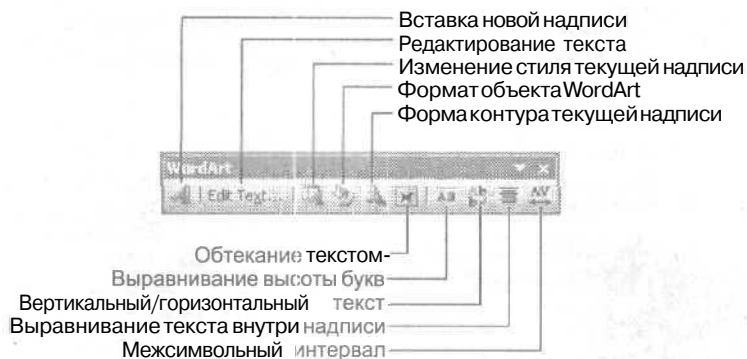 Вставка новой надписи
Редактирование текста
Изменение стиля текущей надписи
Формат объекта WordArt
Форма контура текущей надписи
WordArt
Edit Text...
Обтекание текстом
Выравнивание высоты букв
Вертикальный/горизонтальный текст
Выравнивание текста внутри надписи
Межсимвольный интервал